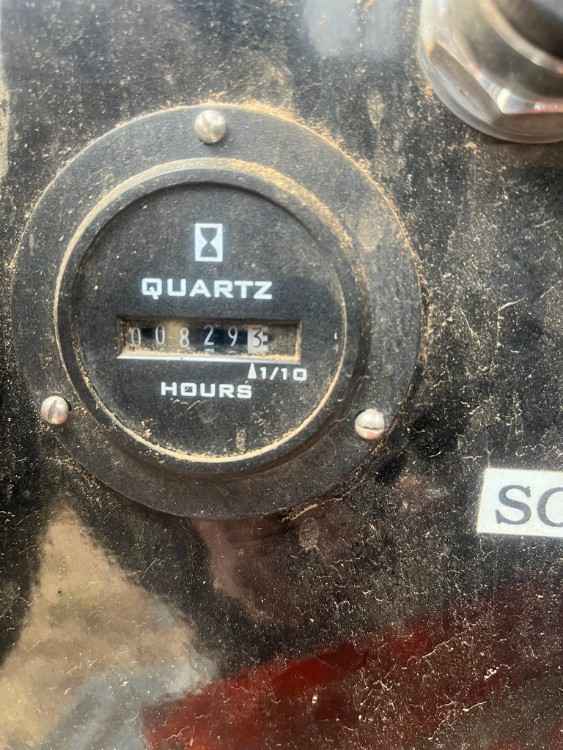 QUARTZ
008293
1/10
HOURS
SC